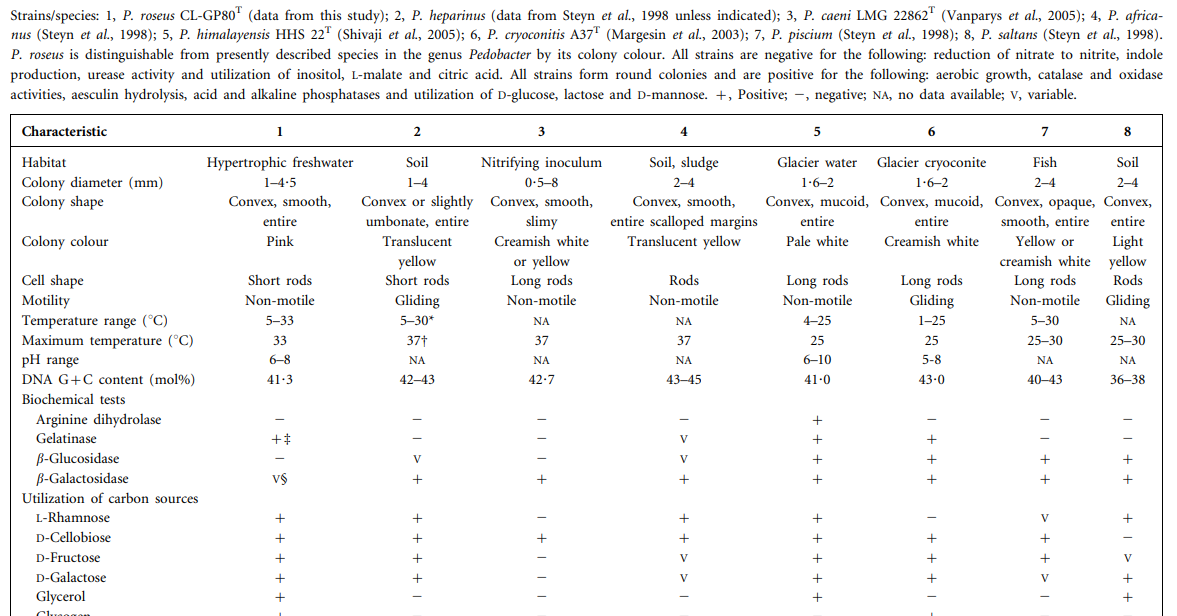 Strains/species: 1, P. roseus CL-GP80T (data from this study); 2, P. heparinus (data from Steyn et al., 1998 unless indicated); 3, P. caeni LMG 22862T (Vanparys et al., 2005); 4, P. africa-
nus (Steyn et al., 1998); 5, P. himalayensis HHS 22T (Shivaji et al., 2005); 6, P. cryoconitis A37T (Margesin et al., 2003); 7, P. piscium (Steyn et al., 1998); 8, P. saltans (Steyn et al., 1998).
P. roseus is distinguishable from presently described species in the genus Pedobacter by its colony colour. All strains are negative for the following: reduction of nitrate to nitrite, indole
production, urease activity and utilization of inositol, L-malate and citric acid. All strains form round colonies and are positive for the following: aerobic growth, catalase and oxidase
activities, aesculin hydrolysis, acid and alkaline phosphatases and utilization of D-glucose, lactose and D-mannose. +, Positive; −, negative; NA, no data available; V, variable.
Characteristic 1 2 3 4 5 6 7 8
Habitat Hypertrophic freshwater Soil Nitrifying inoculum Soil, sludge Glacier water Glacier cryoconite Fish Soil
Colony diameter (mm) 1–4·5 1–4 0·5–8 2–4 1·6–2 1·6–2 2–4 2–4
Colony shape Convex, smooth, Convex or slightly Convex, smooth, Convex, smooth, Convex, mucoid, Convex, mucoid, Convex, opaque, Convex,
entire umbonate, entire slimy entire scalloped margins entire entire smooth, entire entire
Colony colour Pink Translucent Creamish white Translucent yellow Pale white Creamish white Yellow or Light
yellow or yellow creamish white yellow
Cell shape Short rods Short rods Long rods Rods Long rods Long rods Long rods Rods
Motility Non-motile Gliding Non-motile Non-motile Non-motile Gliding Non-motile Gliding
Temperature range (°C) 5–33 5–30* NA NA 4–25 1–25 5–30 NA
Maximum temperature (°C) 33 37† 37 37 25 25 25–30 25–30
pH range 6–8 NA NA NA 6–10 5-8 NA NA
DNA G+C content (mol%) 41·3 42–43 42·7 43–45 41·0 43·0 40–43 36–38
Biochemical tests
Arginine dihydrolase − − − − + − − −
Gelatinase +‡ − − V + + − −
β-Glucosidase − V − V + + + +
β-Galactosidase V§ + + + + + + +
Utilization of carbon sources
L-Rhamnose + + − + + − V +
D-Cellobiose + + + + + + + −
D-Fructose + + − V + + + V
D-Galactose + + − V + + V +
Glycerol + − − − + − − +